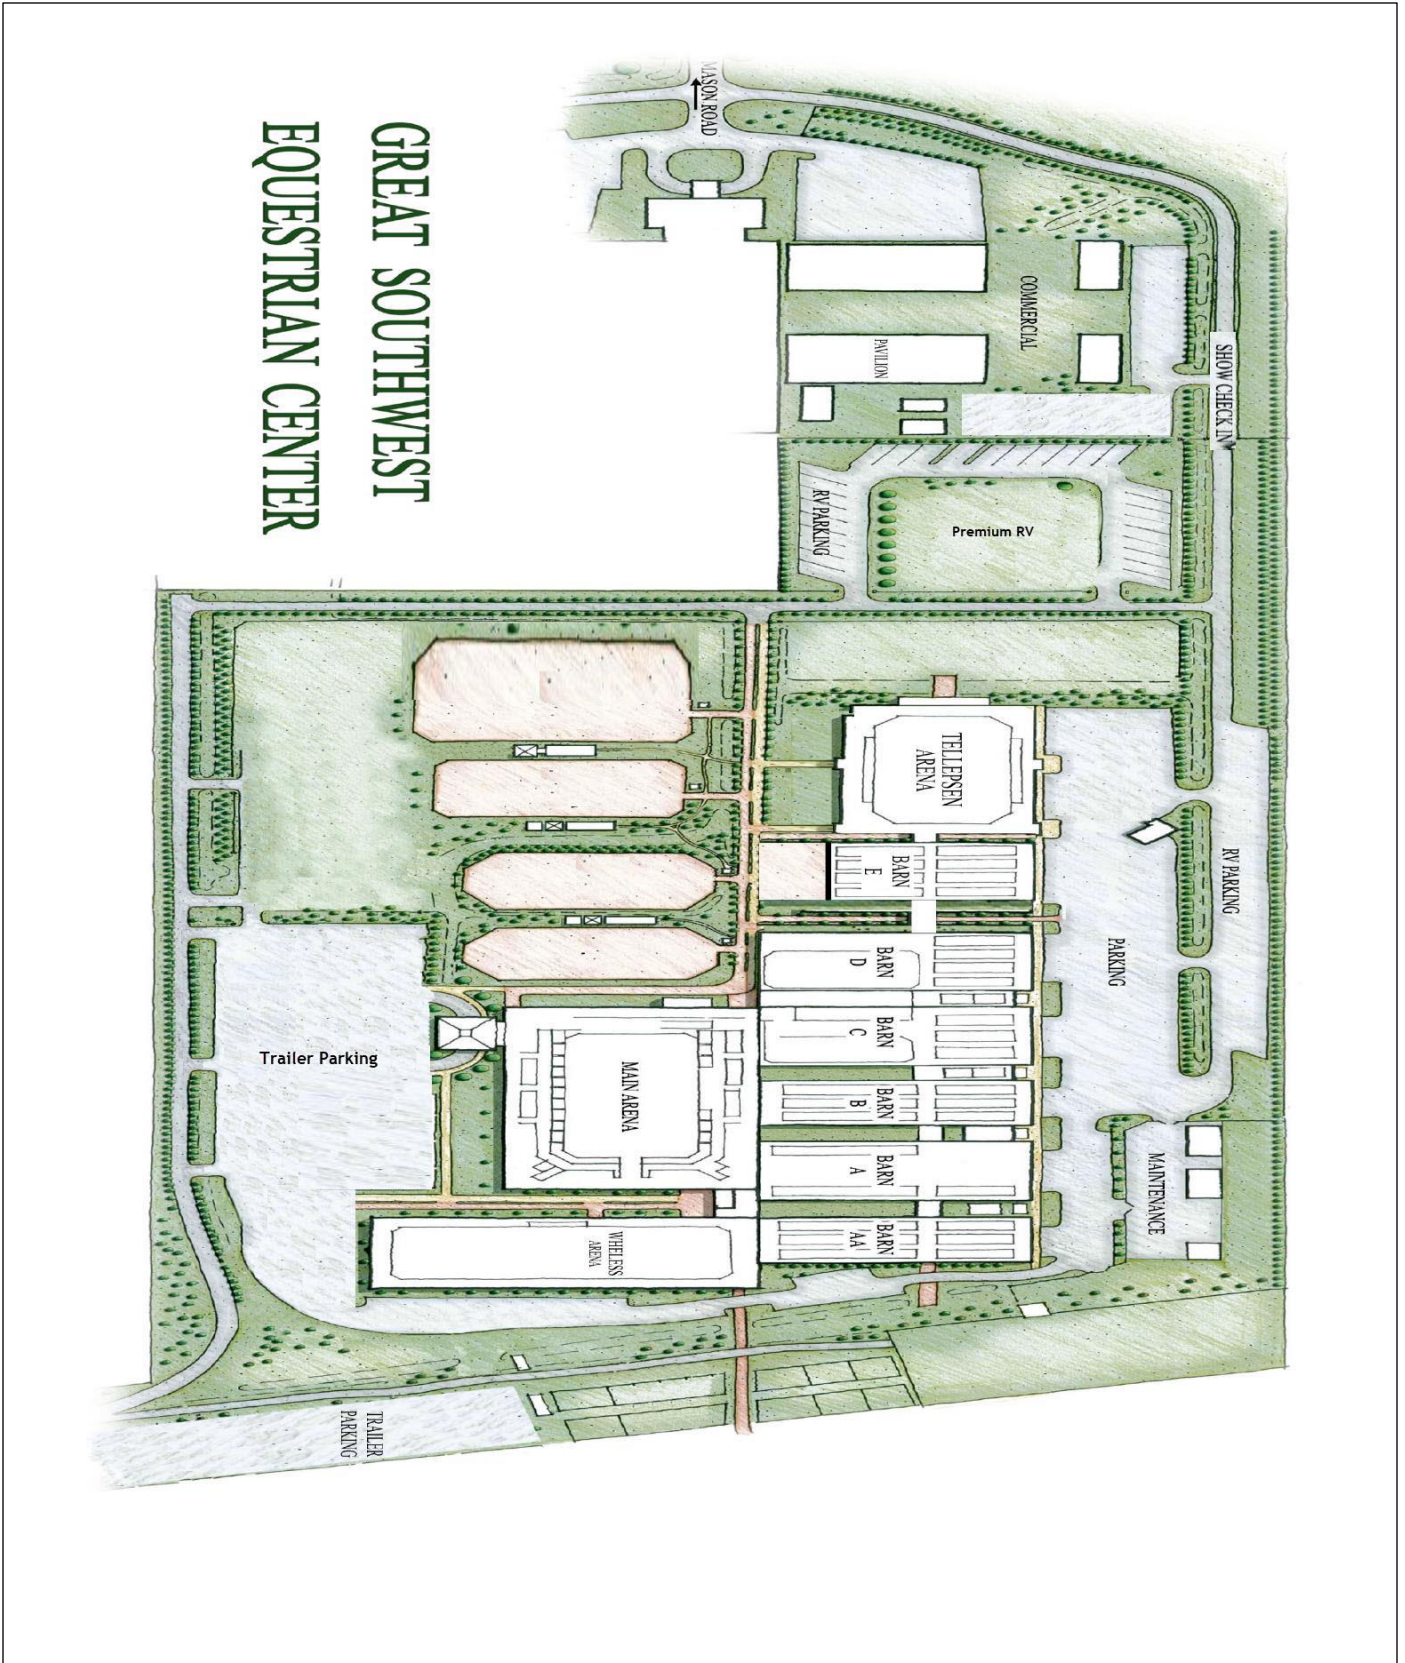 GREAT SOUTHWEST
EQUESTRIAN CENTER
MASON ROAD
COMMERCIAL
PAVILION
SHOW CHECK IN
RV PARKING
Premium RV
TELLEPSEN
ARENA
BARN
E
RV PARKING
PARKING
BARN
D
BARN
C
BARN
B
BARN
A
BARN
AA
MAINTENANCE
MAIN ARENA
Trailer Parking
WHELESS
ARENA
TRAILER
PARKING